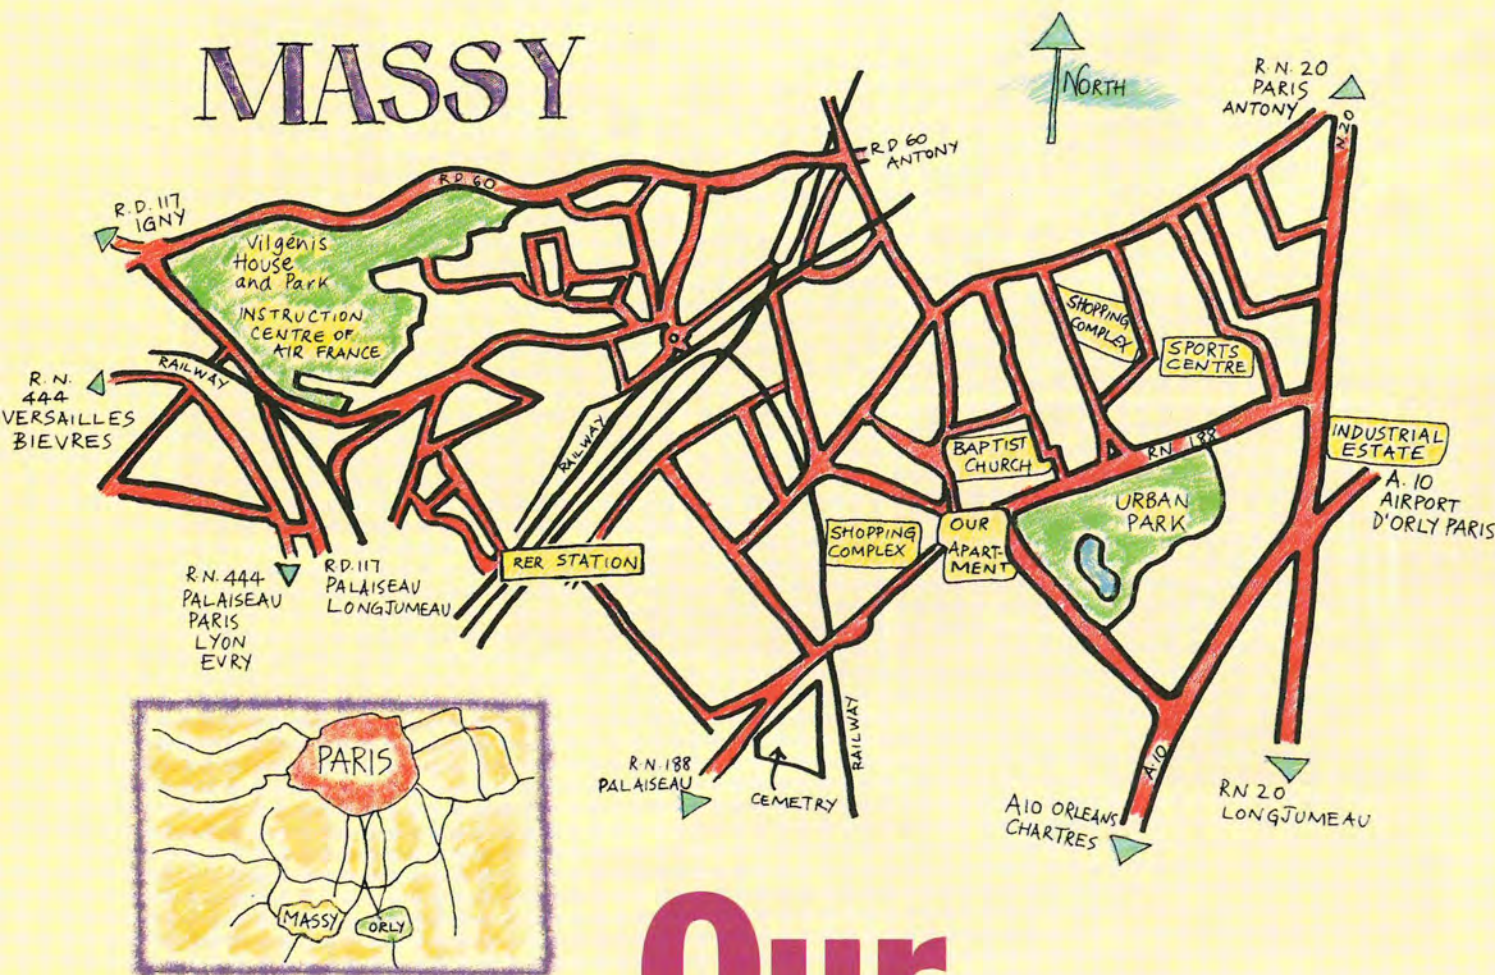 MASSY
NORTH
R.N. 20
PARIS
ANTONY
N.20
RD 60
ANTONY
R.D. 60
R.D. 117
IGNY
Vilgénis
House
and Park
INSTRUCTION
CENTRE OF
AIR FRANCE
RAILWAY
R.N.
444
VERSAILLES
BIEVRES
SHOPPING
COMPLEX
SPORTS
CENTRE
RAILWAY
BAPTIST
CHURCH
RN 188
INDUSTRIAL
ESTATE
A.10
AIRPORT
D'ORLY PARIS
URBAN
PARK
SHOPPING
COMPLEX
OUR
APART-
MENT
RER STATION
R.N. 444
PALAISEAU
PARIS
LYON
EVRY
R.D. 117
PALAISEAU
LONGJUMEAU
R.N. 188
PALAISEAU
CEMETRY
RAILWAY
A.10
A10 ORLEANS
CHARTRES
RN 20
LONGJUMEAU
PARIS
MASSY
ORLY
Our